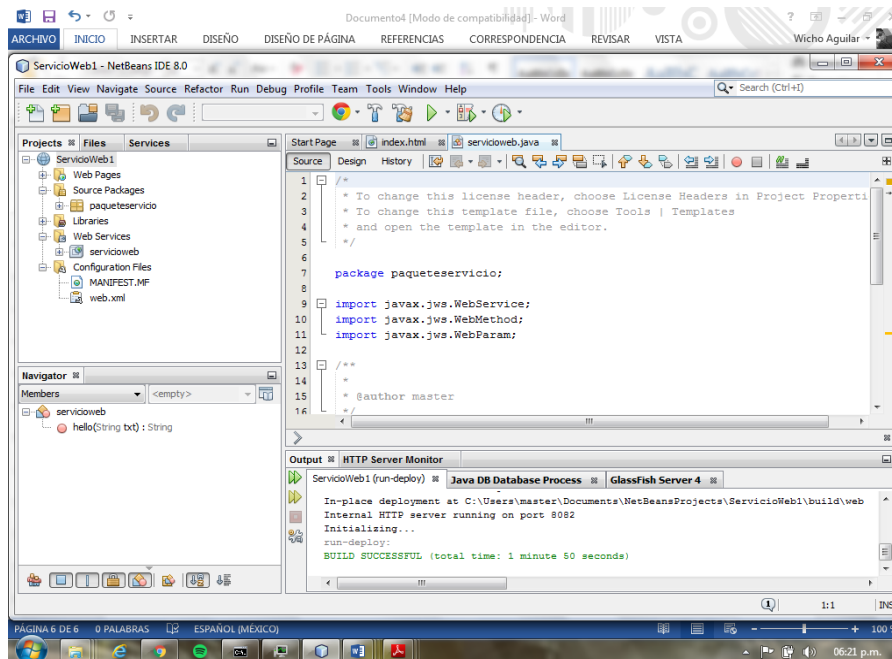 Documento4 [Modo de compatibilidad] - Word
ARCHIVO INICIO INSERTAR DISEÑO DISEÑO DE PÁGINA REFERENCIAS CORRESPONDENCIA REVISAR VISTA Wicho Aguilar
ServicioWeb1 - NetBeans IDE 8.0
File Edit View Navigate Source Refactor Run Debug Profile Team Tools Window Help
Search (Ctrl+I)
Projects Files Services
ServicioWeb1
Web Pages
Source Packages
paqueteservicio
Libraries
Web Services
servicioweb
Configuration Files
MANIFEST.MF
web.xml
Navigator
Members <empty>
servicioweb
hello(String txt) : String
Start Page index.html servicioweb.java
Source Design History
1 /*
2 * To change this license header, choose License Headers in Project Properti
3 * To change this template file, choose Tools | Templates
4 * and open the template in the editor.
5 */
6
7 package paqueteservicio;
8
9 import javax.jws.WebService;
10 import javax.jws.WebMethod;
11 import javax.jws.WebParam;
12
13 /**
14 *
15 * @author master
16 */
Output HTTP Server Monitor
ServicioWeb1 (run-deploy) Java DB Database Process GlassFish Server 4
In-place deployment at C:\Users\master\Documents\NetBeansProjects\ServicioWeb1\build\web
Internal HTTP server running on port 8082
Initializing...
run-deploy:
BUILD SUCCESSFUL (total time: 1 minute 50 seconds)
1:1 INS
PÁGINA 6 DE 6 0 PALABRAS ESPAÑOL (MÉXICO) 100
06:21 p.m.